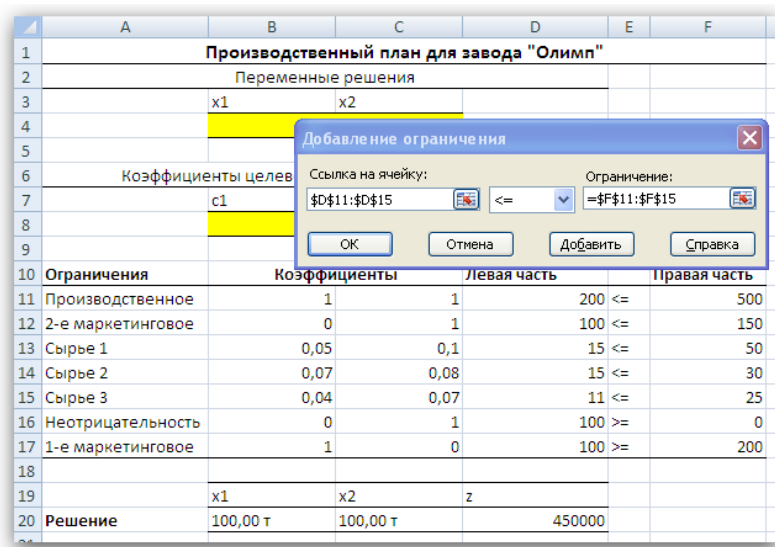 A B C D E F
1 Производственный план для завода "Олимп"
2 Переменные решения
3 x1 x2
4
5
6 Коэффициенты целев
7 c1
8
9
Добавление ограничения
Ссылка на ячейку: Ограничение:
$D$11:$D$15 <= =$F$11:$F$15
ОК Отмена Добавить Справка
10 Ограничения Коэффициенты Левая часть Правая часть
11 Производственное 1 1 200 <= 500
12 2-е маркетинговое 0 1 100 <= 150
13 Сырье 1 0,05 0,1 15 <= 50
14 Сырье 2 0,07 0,08 15 <= 30
15 Сырье 3 0,04 0,07 11 <= 25
16 Неотрицательность 0 1 100 >= 0
17 1-е маркетинговое 1 0 100 >= 200
18
19 x1 x2 z
20 Решение 100,00 т 100,00 т 450000